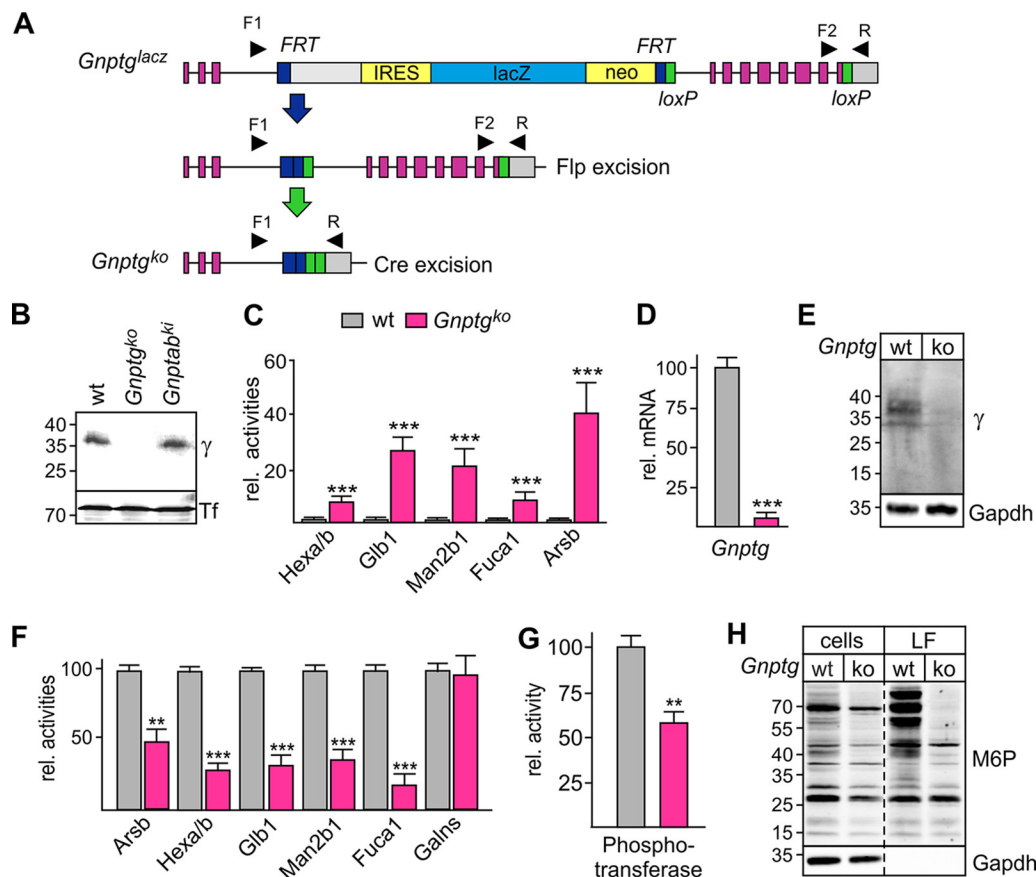 A
F1
FRT
FRT
F2
R
Gnptg^lacz
IRES
lacZ
neo
loxP
loxP
F1
F2
R
Flp excision
F1
R
Gnptg^ko
Cre excision
B
wt
Gnptg^ko
Gnptab^ki
40
35
25
γ
70
Tf
C
wt
Gnptg^ko
rel. activities
60
40
20
***
***
***
***
***
Hexa/b
Glb1
Man2b1
Fuca1
Arsb
D
rel. mRNA
100
75
50
25
***
Gnptg
E
Gnptg
wt
ko
40
35
25
15
γ
35
Gapdh
F
rel. activities
100
50
**
***
***
***
***
Arsb
Hexa/b
Glb1
Man2b1
Fuca1
Galns
G
rel. activity
100
75
50
25
0
**
Phospho-
transferase
H
cells
LF
Gnptg
wt
ko
wt
ko
70
55
40
35
25
15
M6P
35
Gapdh